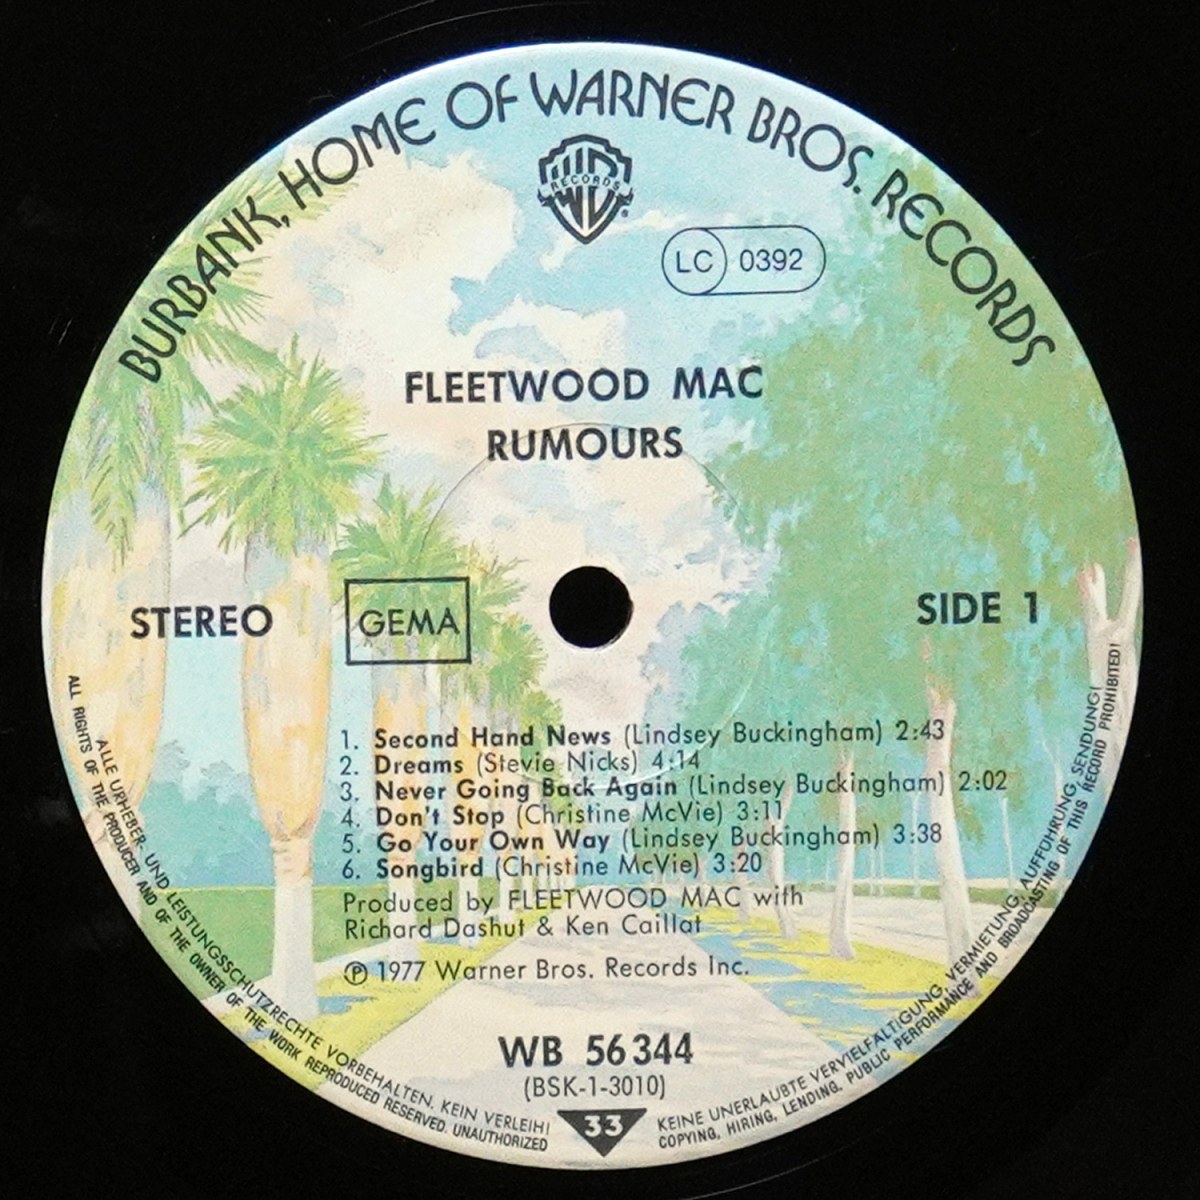 BURBANK, HOME OF WARNER BROS. RECORDS
WB
RECORDS
®
LC 0392
FLEETWOOD MAC
RUMOURS
STEREO
GEMA
SIDE 1
1. Second Hand News (Lindsey Buckingham) 2:43
2. Dreams (Stevie Nicks) 4:14
3. Never Going Back Again (Lindsey Buckingham) 2:02
4. Don't Stop (Christine McVie) 3:11
5. Go Your Own Way (Lindsey Buckingham) 3:38
6. Songbird (Christine McVie) 3:20
Produced by FLEETWOOD MAC with
Richard Dashut & Ken Caillat
℗ 1977 Warner Bros. Records Inc.
WB 56 344
(BSK-1-3010)
33
ALLE URHEBER- UND LEISTUNGSSCHUTZRECHTE VORBEHALTEN. KEIN VERLEIH! KEINE UNERLAUBTE VERVIELFÄLTIGUNG, VERMIETUNG, AUFFÜHRUNG, SENDUNG!
ALL RIGHTS OF THE PRODUCER AND OF THE OWNER OF THE WORK REPRODUCED RESERVED. UNAUTHORIZED COPYING, HIRING, LENDING, PUBLIC PERFORMANCE AND BROADCASTING OF THIS RECORD PROHIBITED!